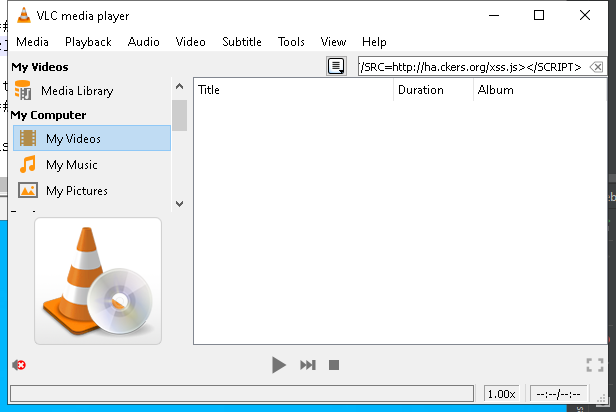 VLC media player
Media Playback Audio Video Subtitle Tools View Help
My Videos
/SRC=http://ha.ckers.org/xss.js></SCRIPT>
Media Library
My Computer
My Videos
My Music
My Pictures
Title Duration Album
1.00x
--:--/--:--